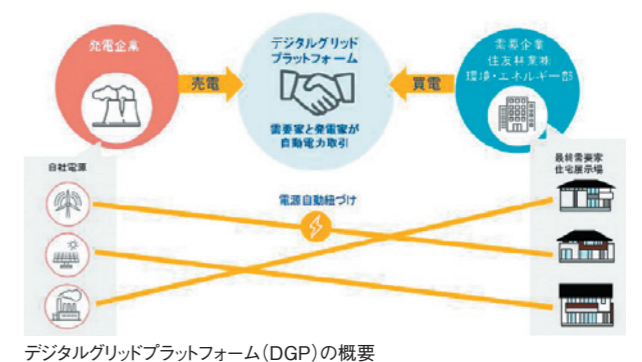 発電企業
売電
デジタルグリッド
プラットフォーム
需要家と発電家が
自動電力取引
買電
需要企業
住友林業㈱
環境・エネルギー部
自社電源
電源自動紐づけ
最終需要家
住宅展示場
デジタルグリッドプラットフォーム(DGP)の概要